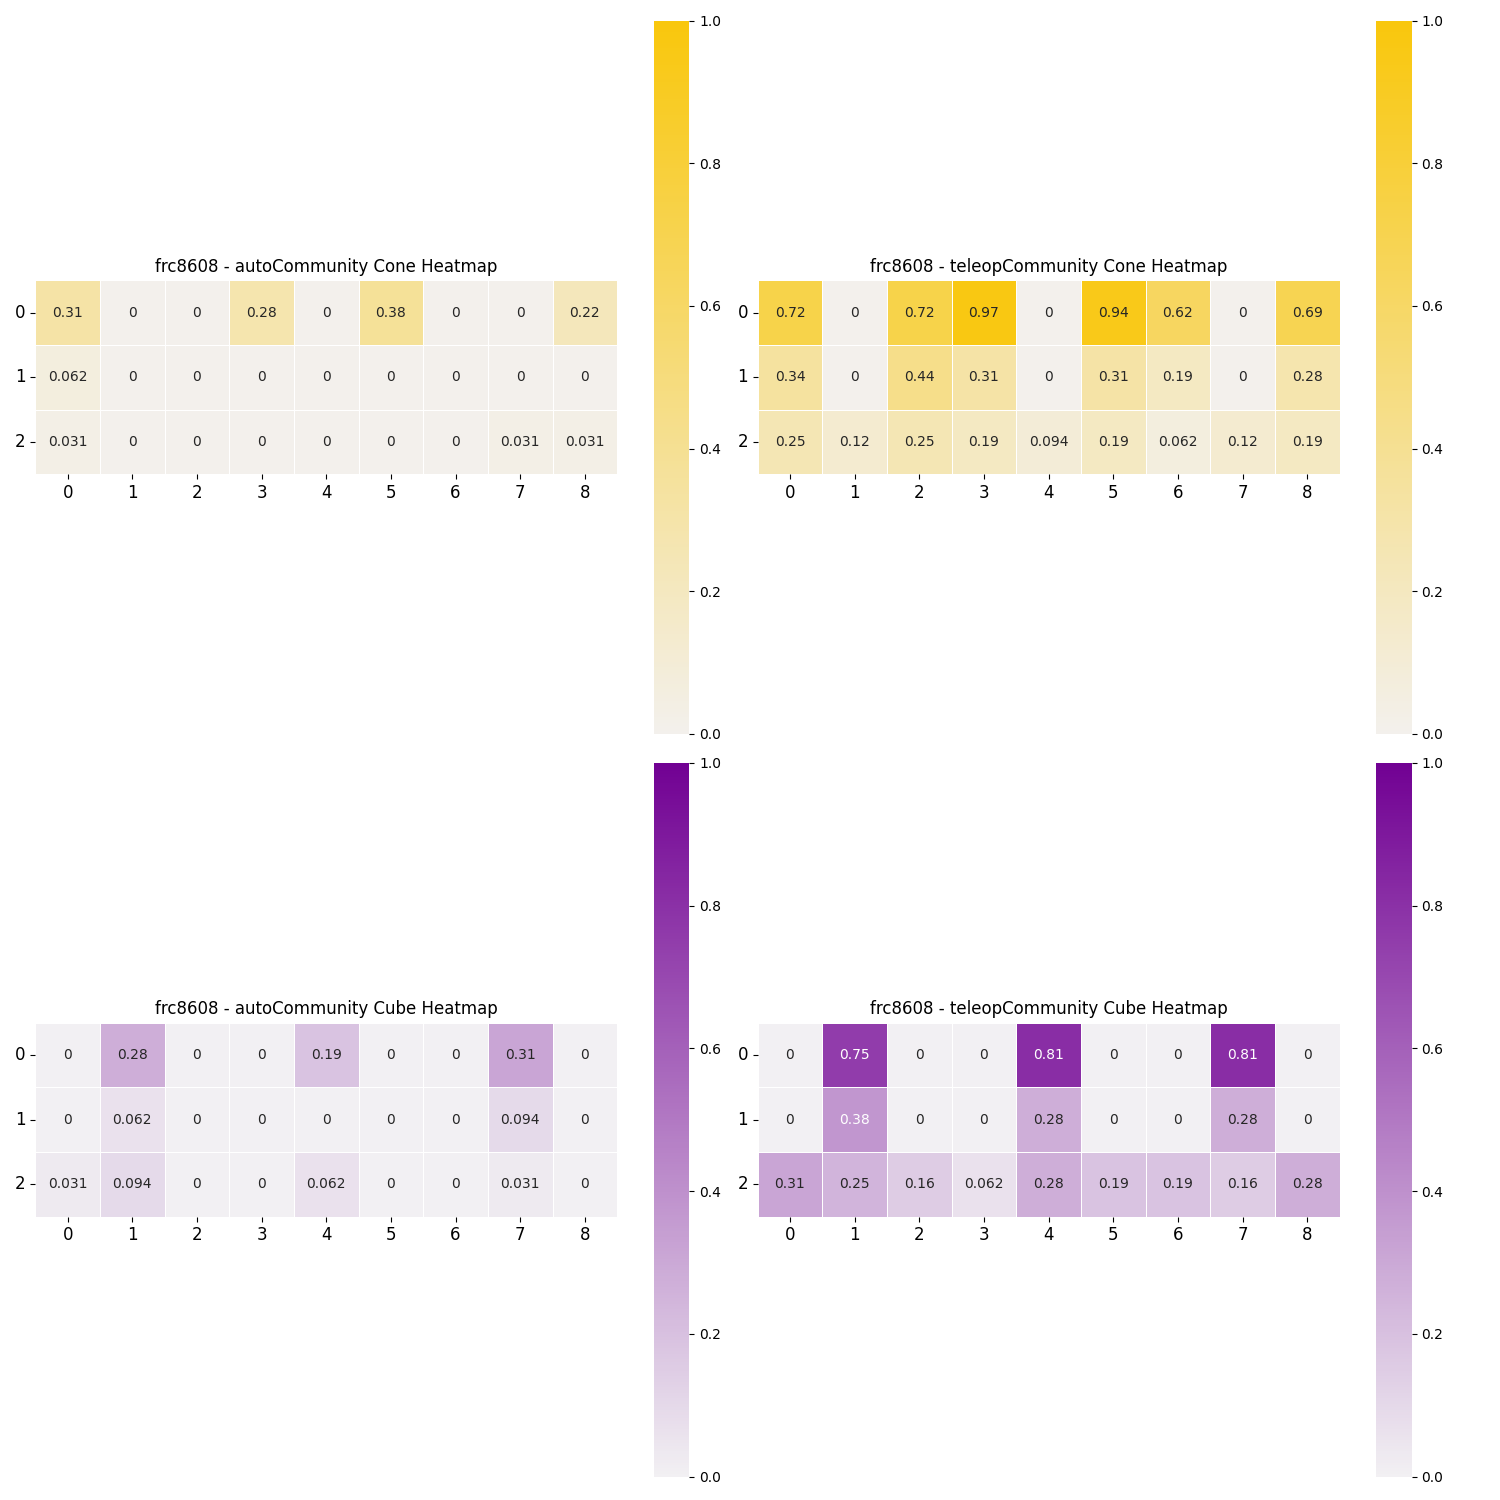 frc8608 - autoCommunity Cone Heatmap
0 0.31 0 0 0.28 0 0.38 0 0 0.22
1 0.062 0 0 0 0 0 0 0 0
2 0.031 0 0 0 0 0 0 0.031 0.031
0 1 2 3 4 5 6 7 8
1.0
0.8
0.6
0.4
0.2
0.0
frc8608 - teleopCommunity Cone Heatmap
0 0.72 0 0.72 0.97 0 0.94 0.62 0 0.69
1 0.34 0 0.44 0.31 0 0.31 0.19 0 0.28
2 0.25 0.12 0.25 0.19 0.094 0.19 0.062 0.12 0.19
0 1 2 3 4 5 6 7 8
1.0
0.8
0.6
0.4
0.2
0.0
frc8608 - autoCommunity Cube Heatmap
0 0 0.28 0 0 0.19 0 0 0.31 0
1 0 0.062 0 0 0 0 0 0.094 0
2 0.031 0.094 0 0 0.062 0 0 0.031 0
0 1 2 3 4 5 6 7 8
1.0
0.8
0.6
0.4
0.2
0.0
frc8608 - teleopCommunity Cube Heatmap
0 0 0.75 0 0 0.81 0 0 0.81 0
1 0 0.38 0 0 0.28 0 0 0.28 0
2 0.31 0.25 0.16 0.062 0.28 0.19 0.19 0.16 0.28
0 1 2 3 4 5 6 7 8
1.0
0.8
0.6
0.4
0.2
0.0